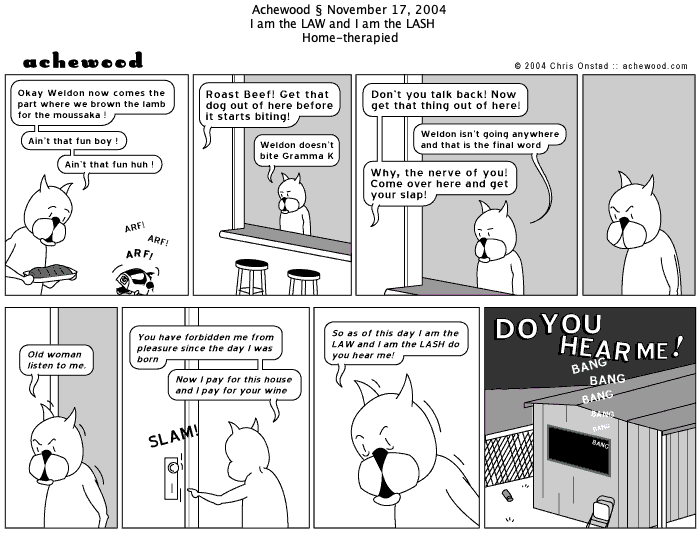 Achewood § November 17, 2004
I am the LAW and I am the LASH
Home-therapied
achewood
© 2004 Chris Onstad :: achewood.com
Okay Weldon now comes the
part where we brown the lamb
for the moussaka !
Ain't that fun boy !
Ain't that fun huh !
ARF!
ARF!
ARF!
Roast Beef! Get that
dog out of here before
it starts biting!
Weldon doesn't
bite Gramma K
Don't you talk back! Now
get that thing out of here!
Weldon isn't going anywhere
and that is the final word
Why, the nerve of you!
Come over here and get
your slap!
Old woman
listen to me.
You have forbidden me from
pleasure since the day I was
born
Now I pay for this house
and I pay for your wine
SLAM!
So as of this day I am the
LAW and I am the LASH do
you hear me!
DO YOU
HEAR ME!
BANG
BANG
BANG
BANG
BANG
BANG